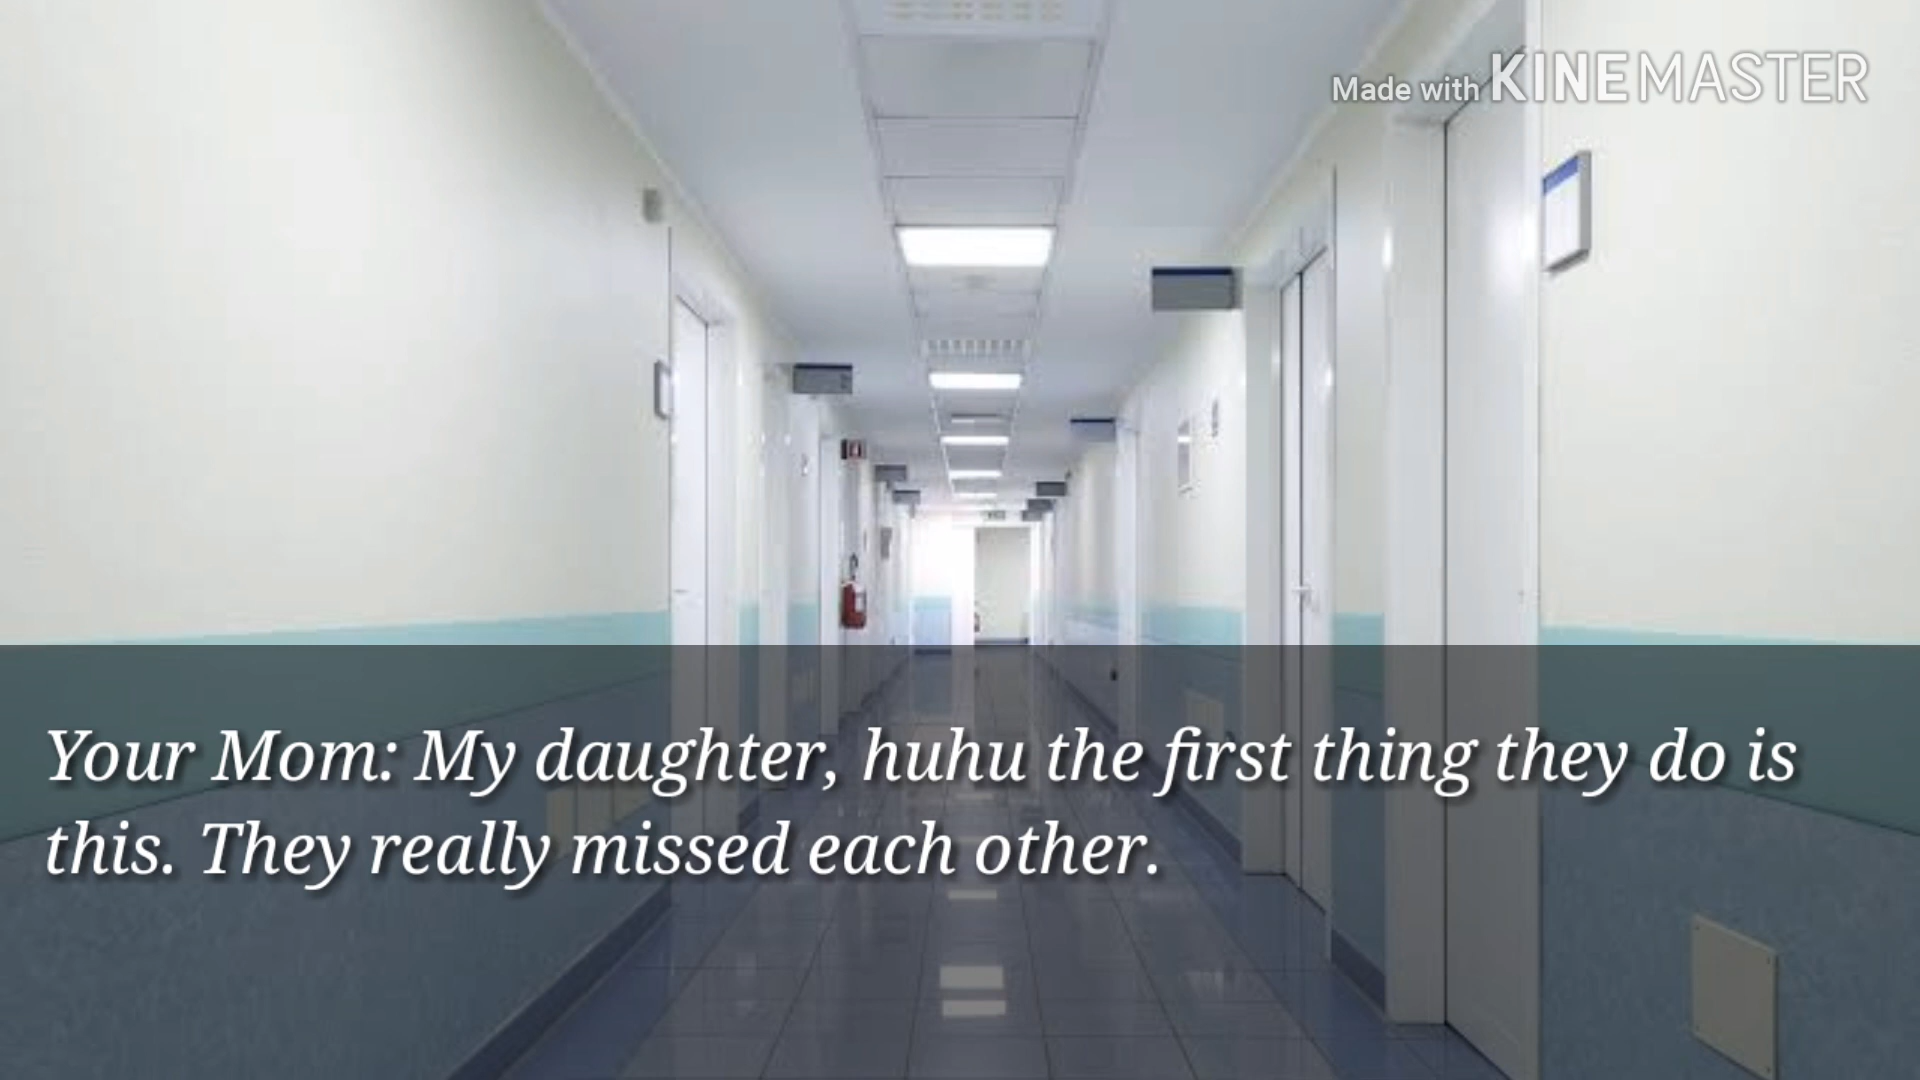 Made with KINEMASTER
Your Mom: My daughter, huhu the first thing they do is
this. They really missed each other.